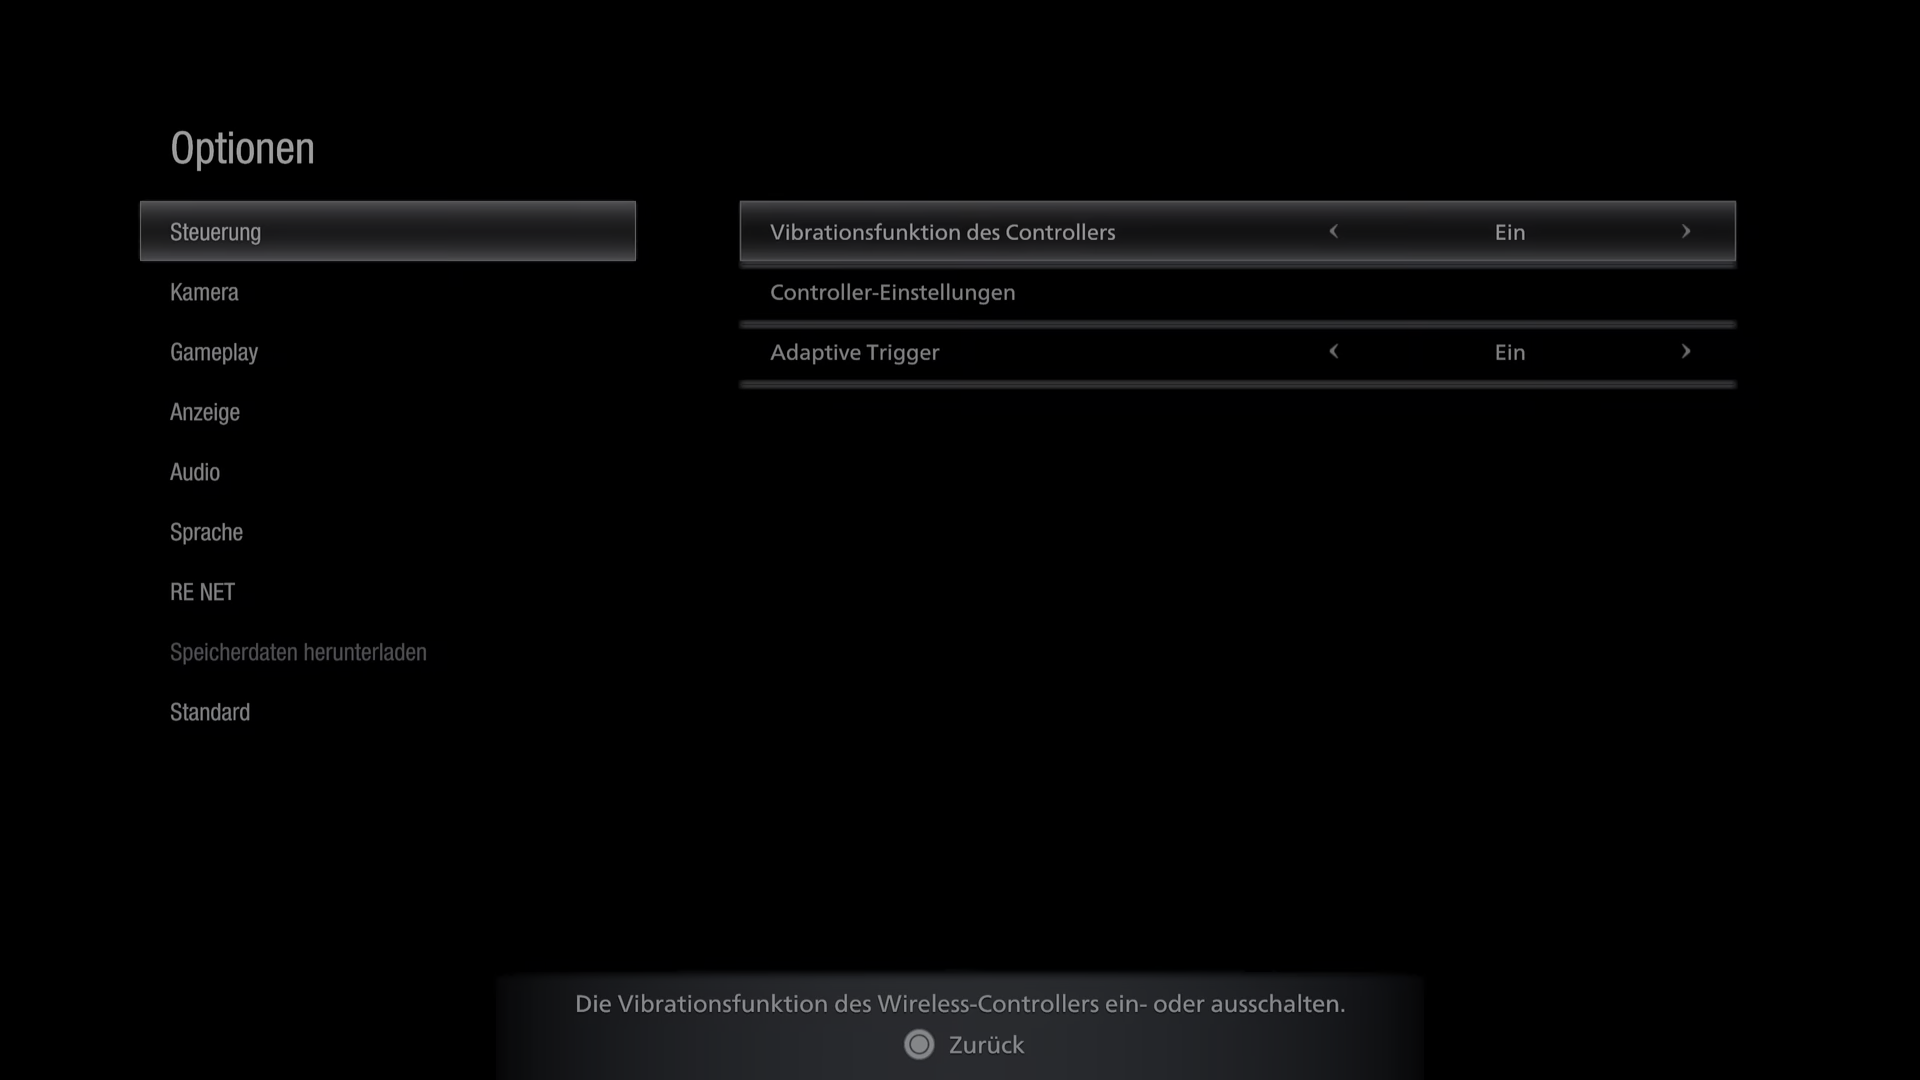 Optionen
Steuerung
Kamera
Gameplay
Anzeige
Audio
Sprache
RE NET
Speicherdaten herunterladen
Standard
Vibrationsfunktion des Controllers Ein
Controller-Einstellungen
Adaptive Trigger Ein
Die Vibrationsfunktion des Wireless-Controllers ein- oder ausschalten.
Zurück